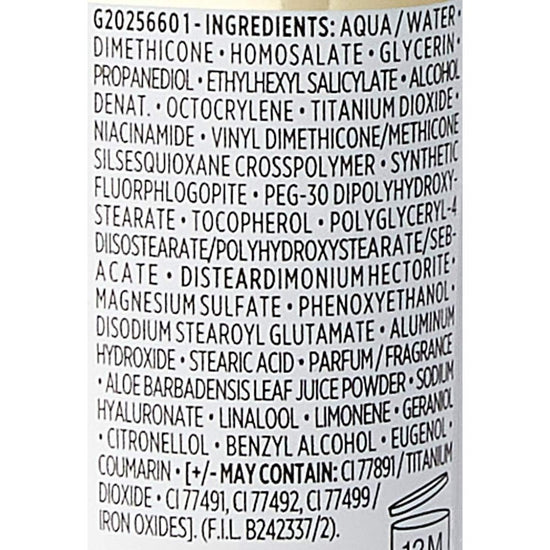 G20256601 - INGREDIENTS: AQUA / WATER •
DIMETHICONE • HOMOSALATE • GLYCERIN •
PROPANEDIOL • ETHYLHEXYL SALICYLATE • ALCOHOL
DENAT. • OCTOCRYLENE • TITANIUM DIOXIDE •
NIACINAMIDE • VINYL DIMETHICONE/METHICONE
SILSESQUIOXANE CROSSPOLYMER • SYNTHETIC
FLUORPHLOGOPITE • PEG-30 DIPOLYHYDROXY-
STEARATE • TOCOPHEROL • POLYGLYCERYL-4
DIISOSTEARATE/POLYHYDROXYSTEARATE/SEB-
ACATE • DISTEARDIMONIUM HECTORITE •
MAGNESIUM SULFATE • PHENOXYETHANOL •
DISODIUM STEAROYL GLUTAMATE • ALUMINUM
HYDROXIDE • STEARIC ACID • PARFUM / FRAGRANCE
• ALOE BARBADENSIS LEAF JUICE POWDER • SODIUM
HYALURONATE • LINALOOL • LIMONENE • GERANIOL
• CITRONELLOL • BENZYL ALCOHOL • EUGENOL •
COUMARIN • [+/- MAY CONTAIN: CI 77891 / TITANIUM
DIOXIDE • CI 77491, CI 77492, CI 77499 /
IRON OXIDES]. (F.I.L. B242337/2).
12M